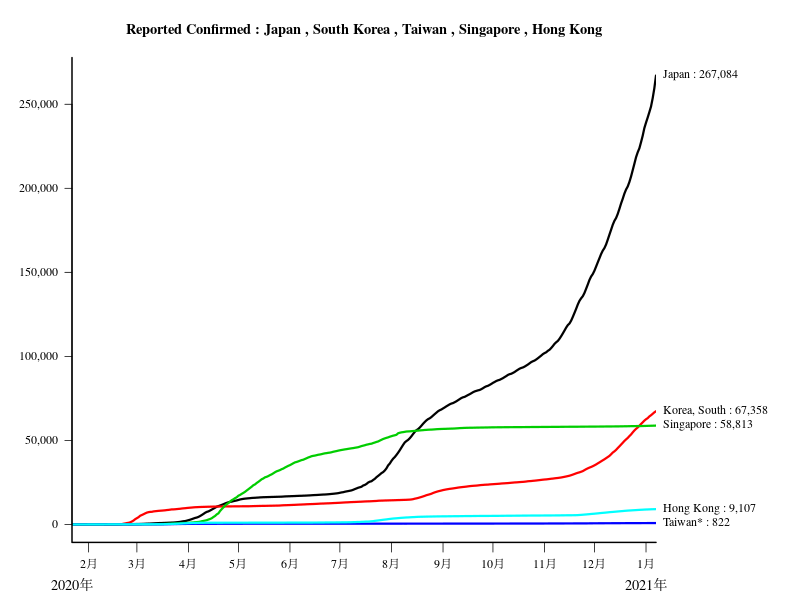 Reported Confirmed : Japan , South Korea , Taiwan , Singapore , Hong Kong
Japan : 267,084
250,000
200,000
150,000
100,000
Korea, South : 67,358
Singapore : 58,813
50,000
Hong Kong : 9,107
Taiwan* : 822
0
2月 3月 4月 5月 6月 7月 8月 9月 10月 11月 12月 1月
2020年 2021年